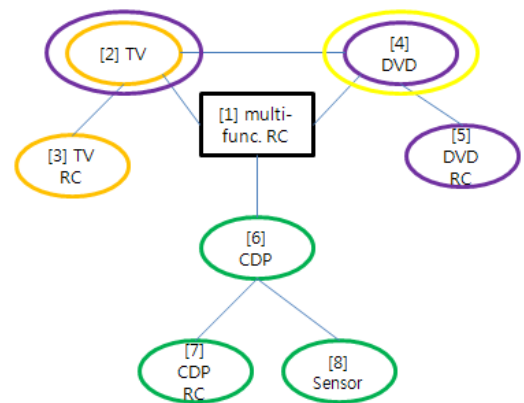 [2] TV
[4]
DVD
[1] multi-
func. RC
[3] TV
RC
[5]
DVD
RC
[6]
CDP
[7]
CDP
RC
[8]
Sensor